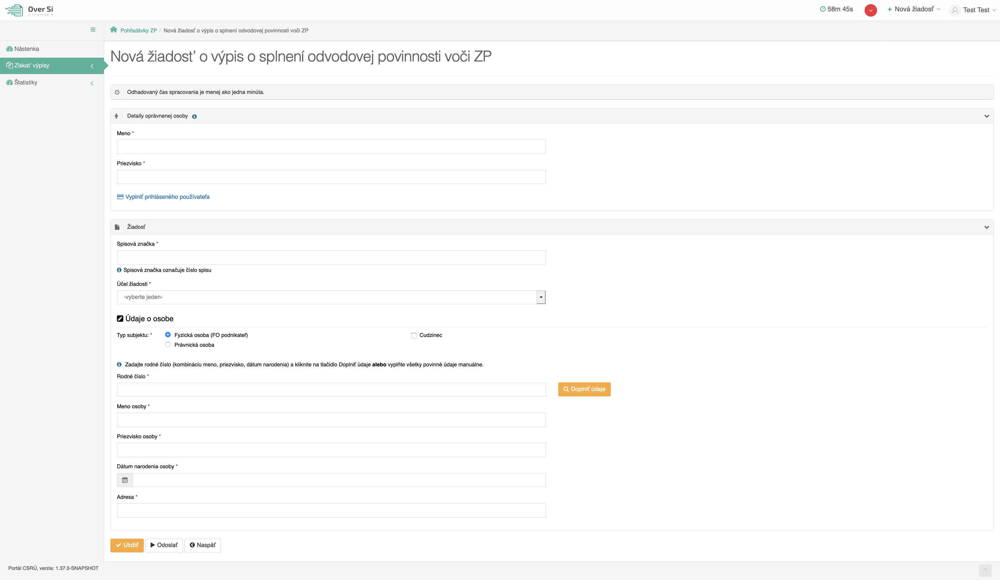 Over Si
– Centrálne údaje –
58m 45s
Nová žiadosť
Test Test
Pohľadávky ZP / Nová žiadosť o výpis o splnení odvodovej povinnosti voči ZP
Nástenka
Získať výpisy
Štatistiky
Nová žiadosť o výpis o splnení odvodovej povinnosti voči ZP
Odhadovaný čas spracovania je menej ako jedna minúta.
Detaily oprávnenej osoby
Meno *
Priezvisko *
Vyplniť prihláseného používateľa
Žiadosť
Spisová značka *
Spisová značka označuje číslo spisu
Účel žiadosti *
-vyberte jeden-
Údaje o osobe
Typ subjektu: *
Fyzická osoba (FO podnikateľ)
Cudzinec
Právnická osoba
Zadajte rodné číslo (kombináciu meno, priezvisko, dátum narodenia) a kliknite na tlačidlo Doplniť údaje alebo vyplňte všetky povinné údaje manuálne.
Rodné číslo *
Doplniť údaje
Meno osoby *
Priezvisko osoby *
Dátum narodenia osoby *
Adresa *
Uložiť
Odoslať
Naspäť
Portál CSRÚ, verzia: 1.37.0-SNAPSHOT